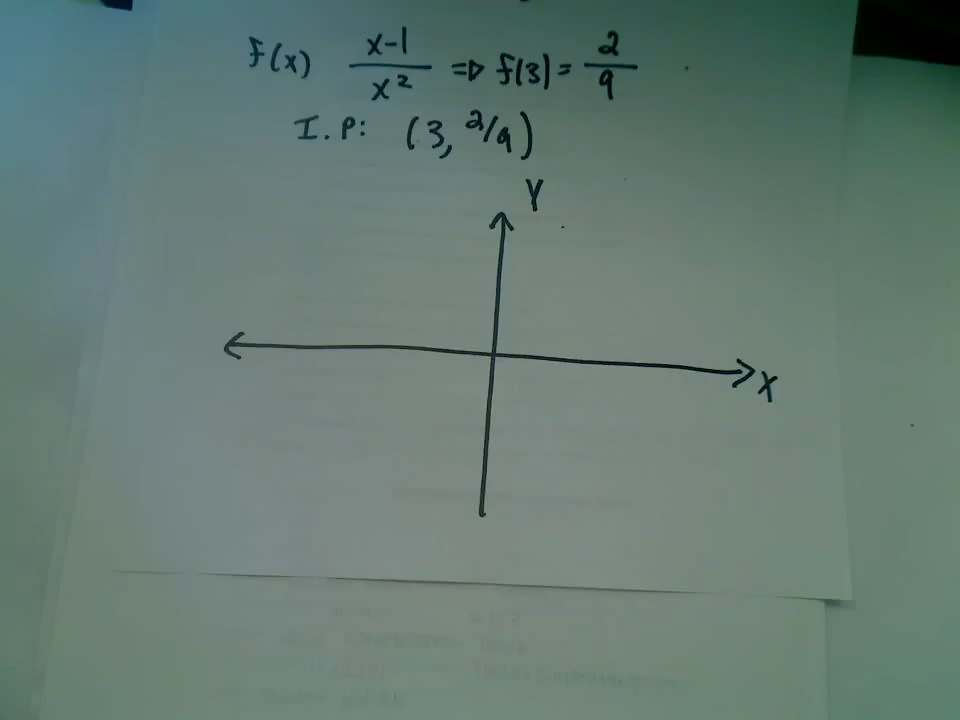 f(x) x-1/x² ⇒ f(3) = 2/9
I.P: (3, 2/9)
Y
X